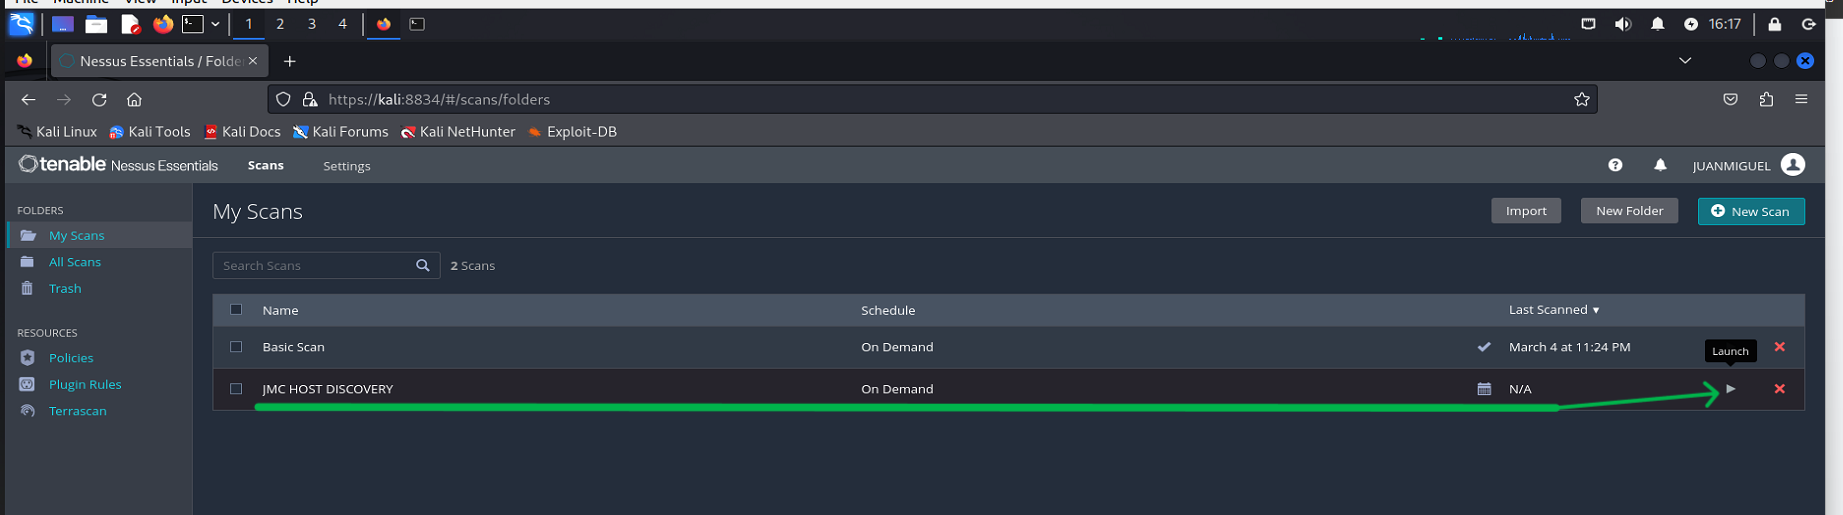 File Machine View Input Devices Help
1 2 3 4 16:17
Nessus Essentials / Folde
https://kali:8834/#/scans/folders
Kali Linux Kali Tools Kali Docs Kali Forums Kali NetHunter Exploit-DB
tenable Nessus Essentials Scans Settings JUANMIGUEL
FOLDERS
My Scans
All Scans
Trash
RESOURCES
Policies
Plugin Rules
Terrascan
My Scans Import New Folder New Scan
Search Scans 2 Scans
Name Schedule Last Scanned
Basic Scan On Demand March 4 at 11:24 PM
Launch
JMC HOST DISCOVERY On Demand N/A